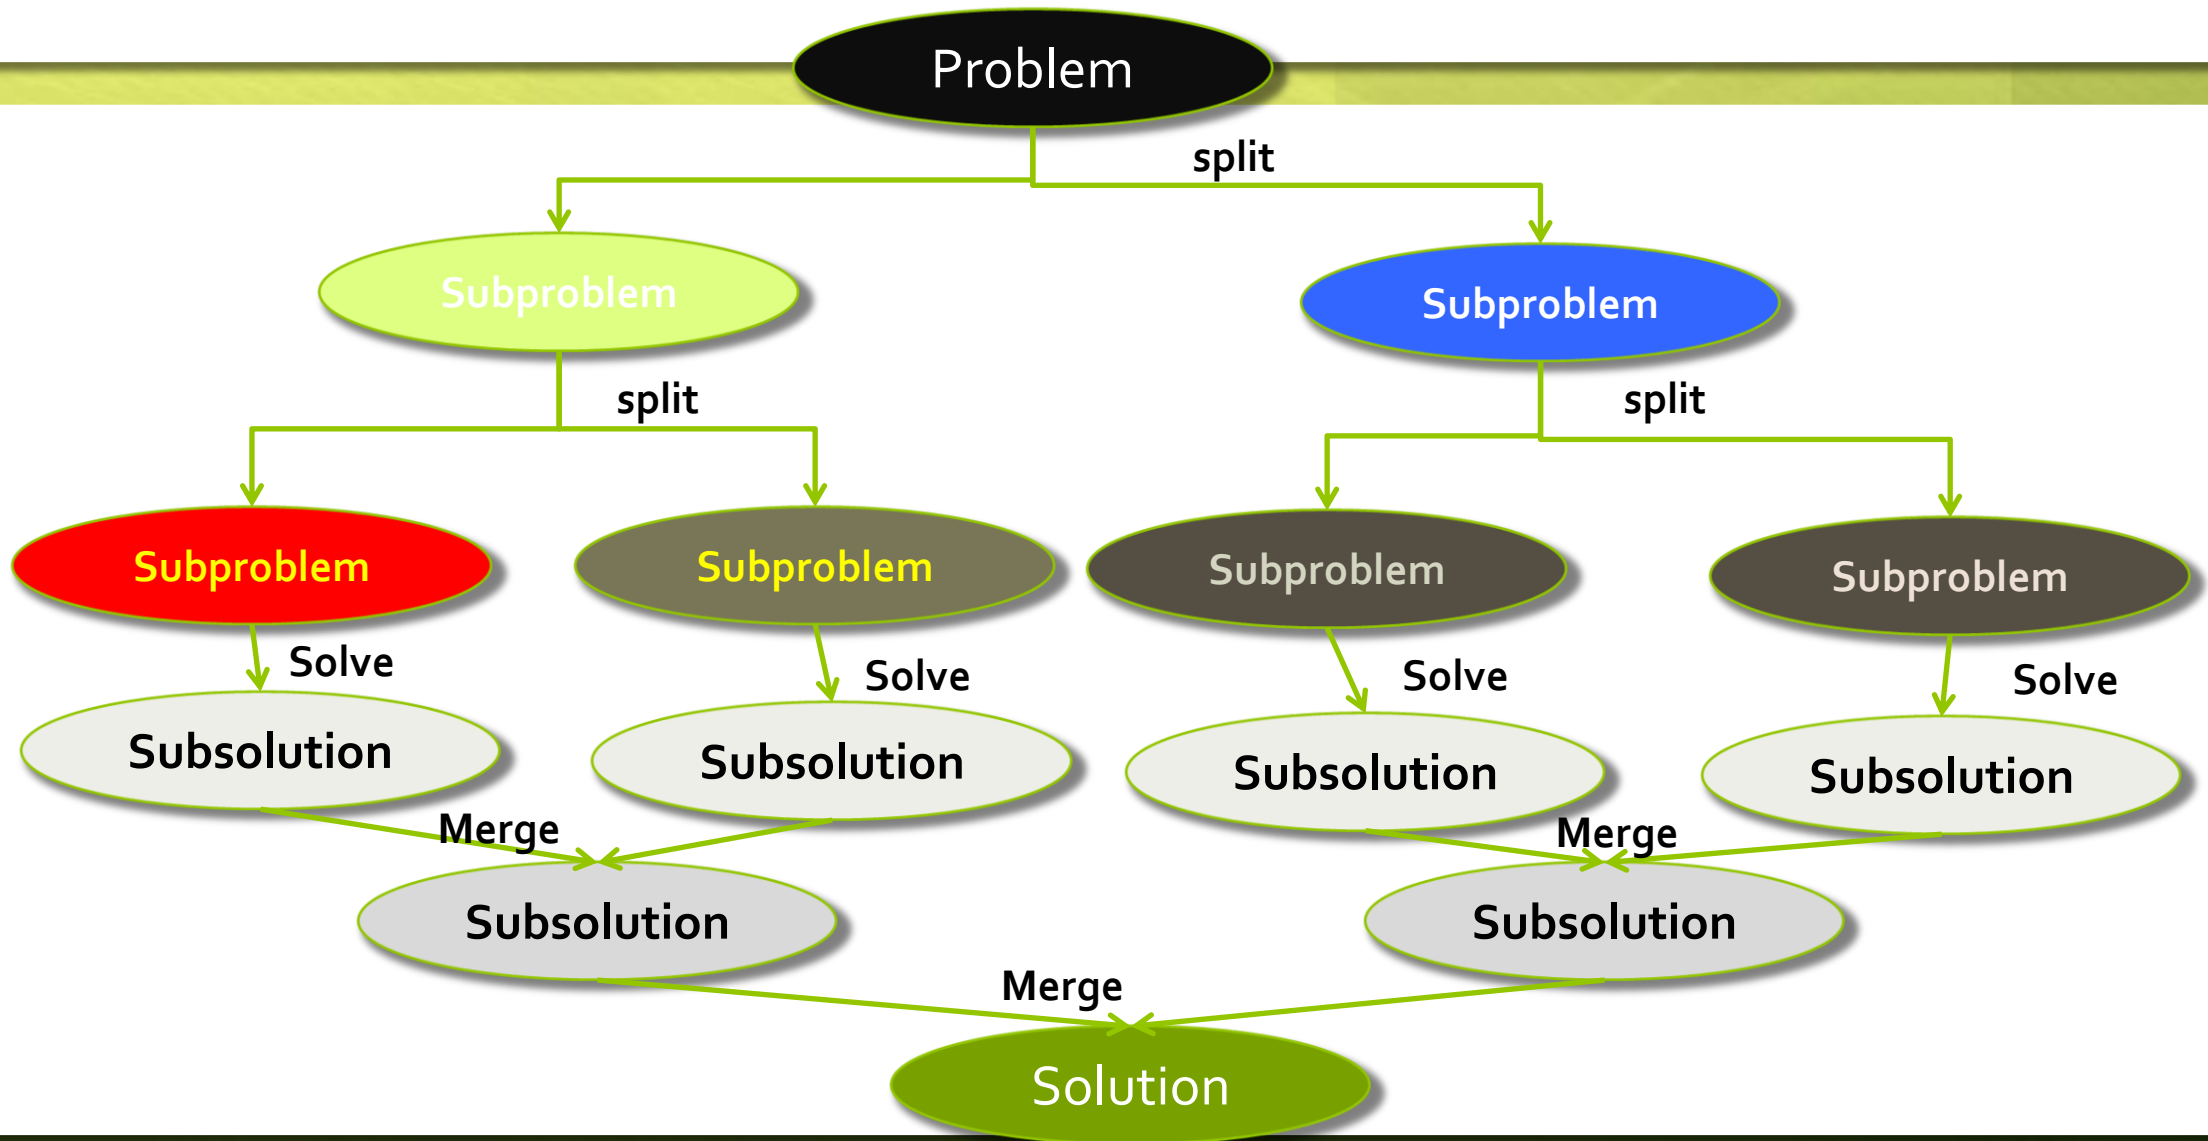 Problem
split
Subproblem
Subproblem
split
split
Subproblem
Subproblem
Subproblem
Subproblem
Solve
Solve
Solve
Solve
Subsolution
Subsolution
Subsolution
Subsolution
Merge
Merge
Subsolution
Subsolution
Merge
Solution